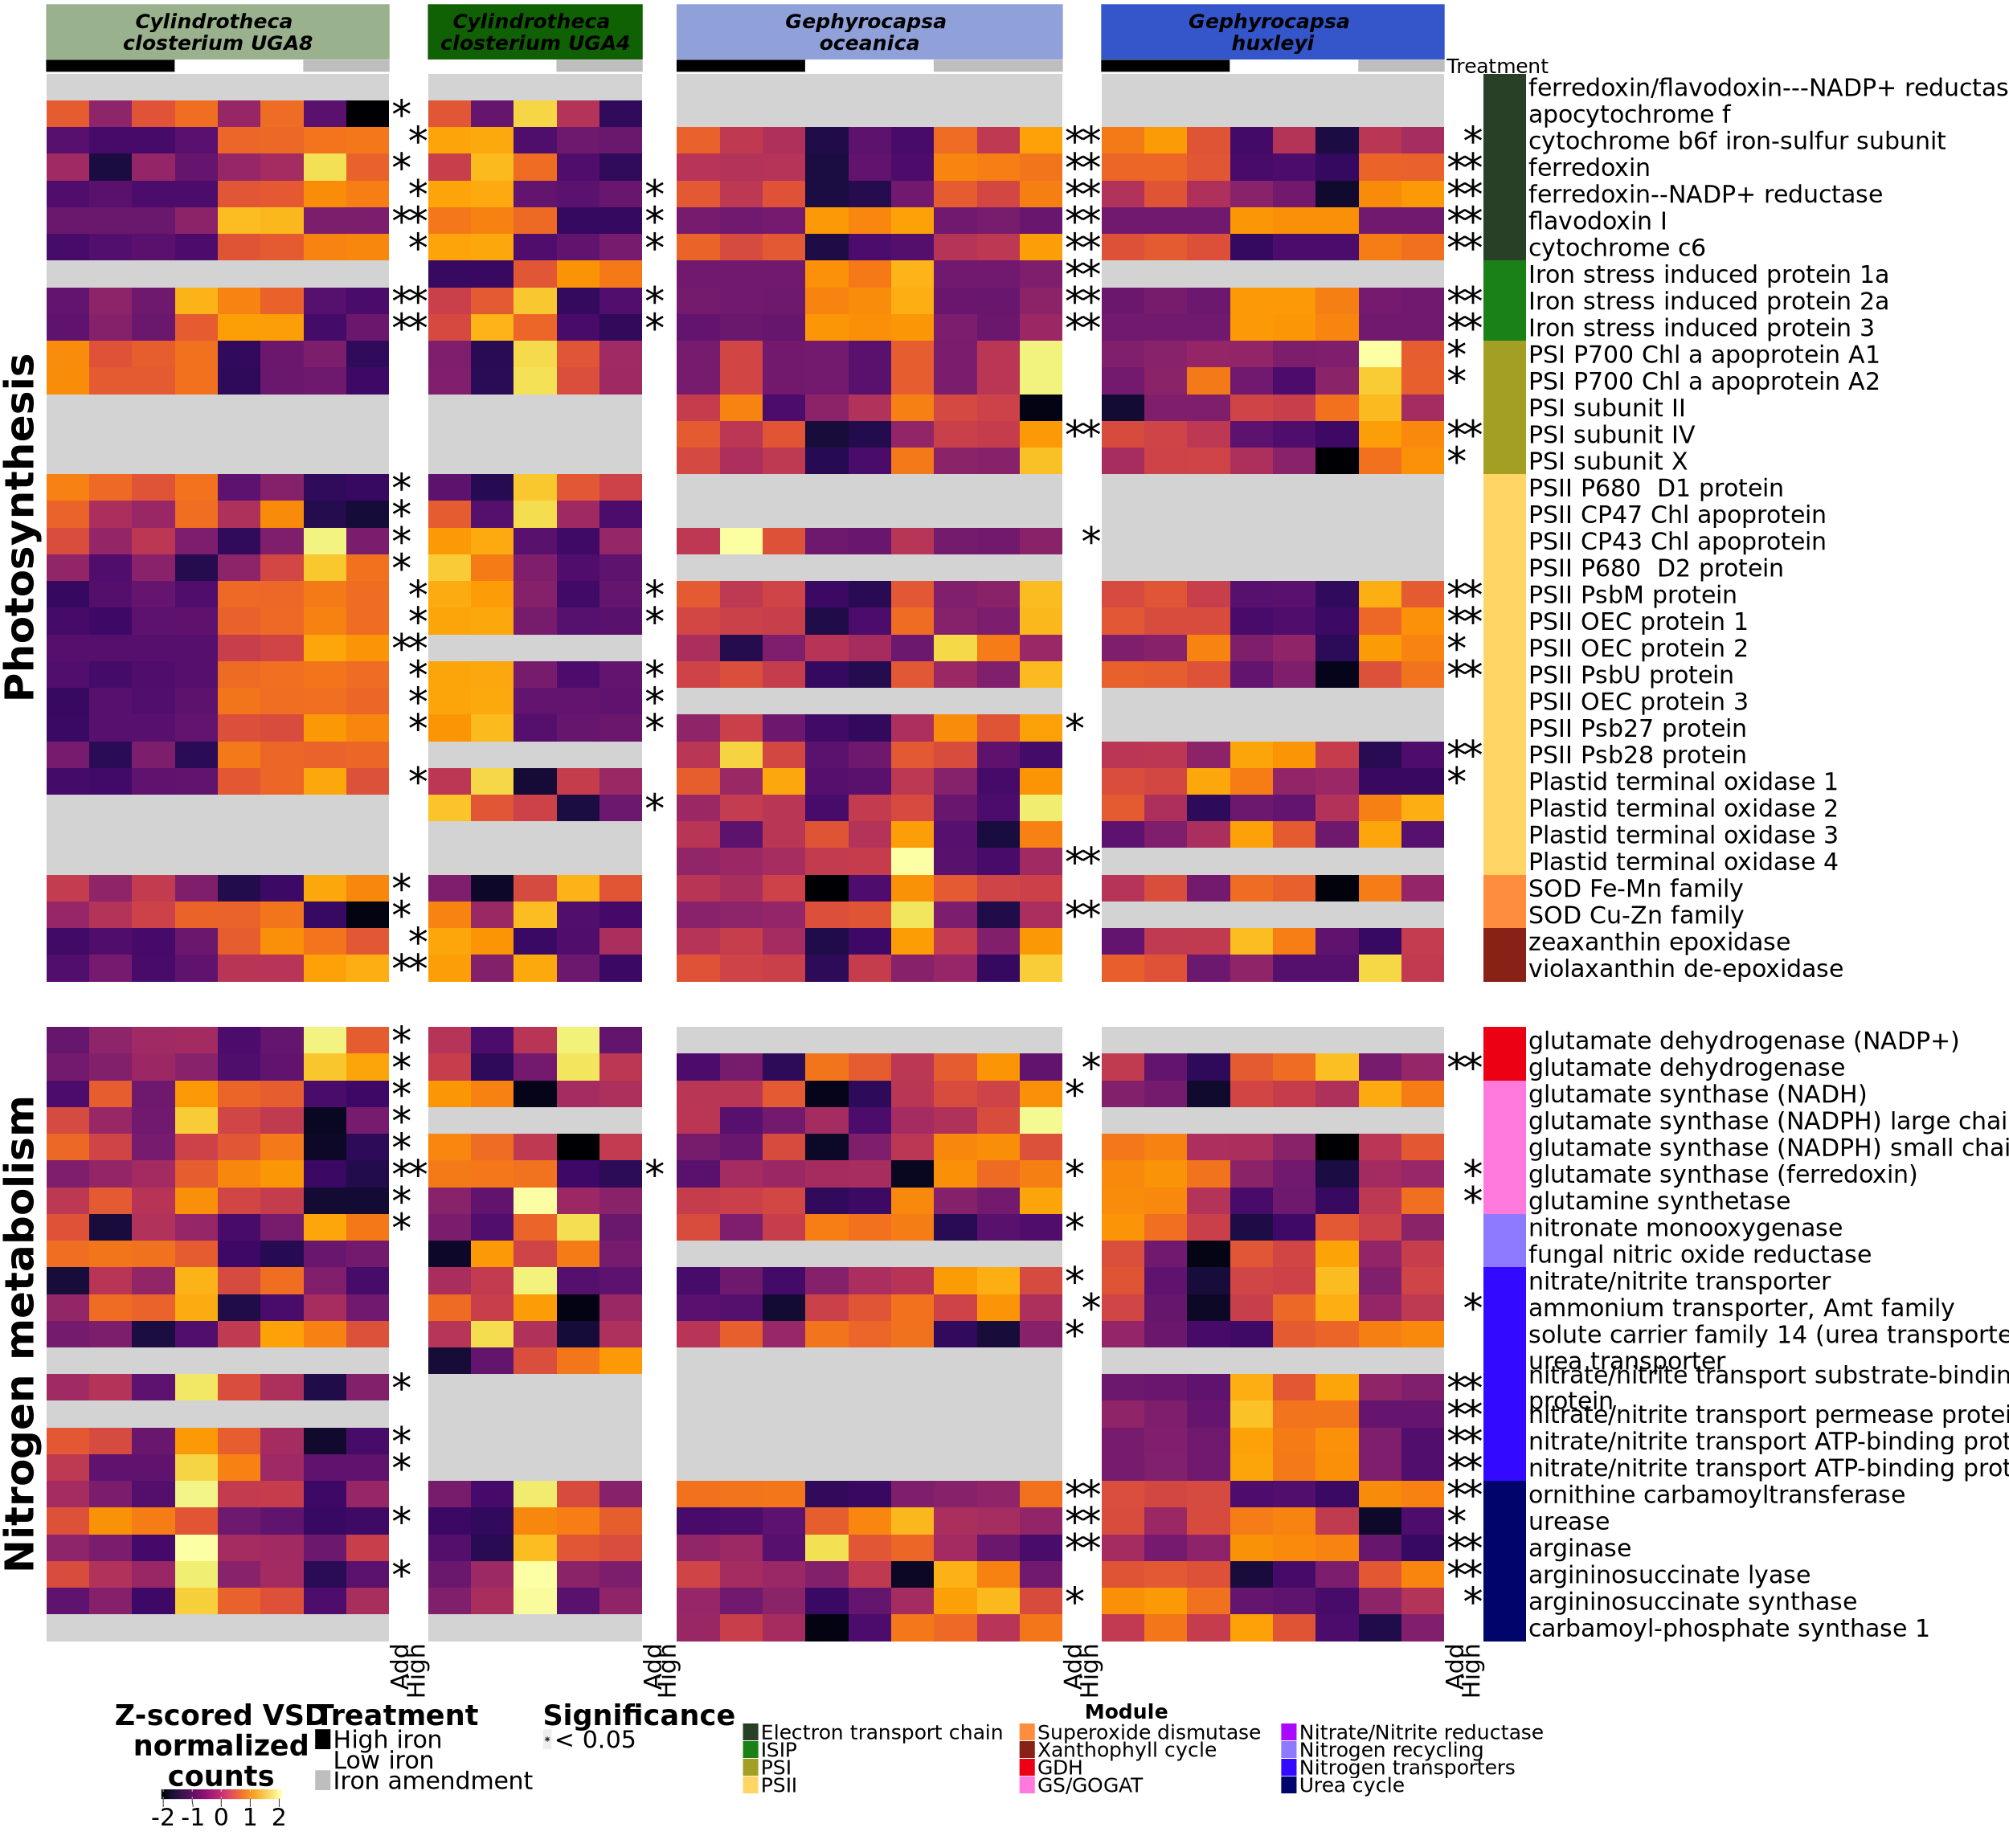 Cylindrotheca
closterium UGA8
Cylindrotheca
closterium UGA4
Gephyrocapsa
oceanica
Gephyrocapsa
huxleyi
Treatment
Photosynthesis
ferredoxin/flavodoxin---NADP+ reductas
* apocytochrome f
* ** * cytochrome b6f iron-sulfur subunit
* ** ** ferredoxin
* * ** ** ferredoxin--NADP+ reductase
** * ** ** flavodoxin I
* * ** ** cytochrome c6
** Iron stress induced protein 1a
** * ** ** Iron stress induced protein 2a
** * ** ** Iron stress induced protein 3
* PSI P700 Chl a apoprotein A1
* PSI P700 Chl a apoprotein A2
PSI subunit II
** ** PSI subunit IV
* PSI subunit X
* PSII P680  D1 protein
* PSII CP47 Chl apoprotein
* * PSII CP43 Chl apoprotein
* PSII P680  D2 protein
* * ** PSII PsbM protein
* * ** PSII OEC protein 1
** * PSII OEC protein 2
* * ** PSII PsbU protein
* * PSII OEC protein 3
* * * PSII Psb27 protein
** PSII Psb28 protein
* * Plastid terminal oxidase 1
* Plastid terminal oxidase 2
Plastid terminal oxidase 3
** Plastid terminal oxidase 4
* SOD Fe-Mn family
* ** SOD Cu-Zn family
* zeaxanthin epoxidase
** violaxanthin de-epoxidase
Nitrogen metabolism
* glutamate dehydrogenase (NADP+)
* * ** glutamate dehydrogenase
* * glutamate synthase (NADH)
* glutamate synthase (NADPH) large chai
* glutamate synthase (NADPH) small chai
** * * * glutamate synthase (ferredoxin)
* * glutamine synthetase
* * nitronate monooxygenase
fungal nitric oxide reductase
* nitrate/nitrite transporter
* * ammonium transporter, Amt family
* solute carrier family 14 (urea transporte
urea transporter
* ** nitrate/nitrite transport substrate-bindin
protein
** nitrate/nitrite transport permease protei
* ** nitrate/nitrite transport ATP-binding prot
* ** nitrate/nitrite transport ATP-binding prot
** ** ornithine carbamoyltransferase
* ** * urease
** ** arginase
* ** argininosuccinate lyase
* * argininosuccinate synthase
carbamoyl-phosphate synthase 1
Add
High
Add
High
Add
High
Add
High
Z-scored VSD
normalized
counts
-2 -1 0 1 2
Treatment
High iron
Low iron
Iron amendment
Significance
* < 0.05
Module
Electron transport chain
ISIP
PSI
PSII
Superoxide dismutase
Xanthophyll cycle
GDH
GS/GOGAT
Nitrate/Nitrite reductase
Nitrogen recycling
Nitrogen transporters
Urea cycle